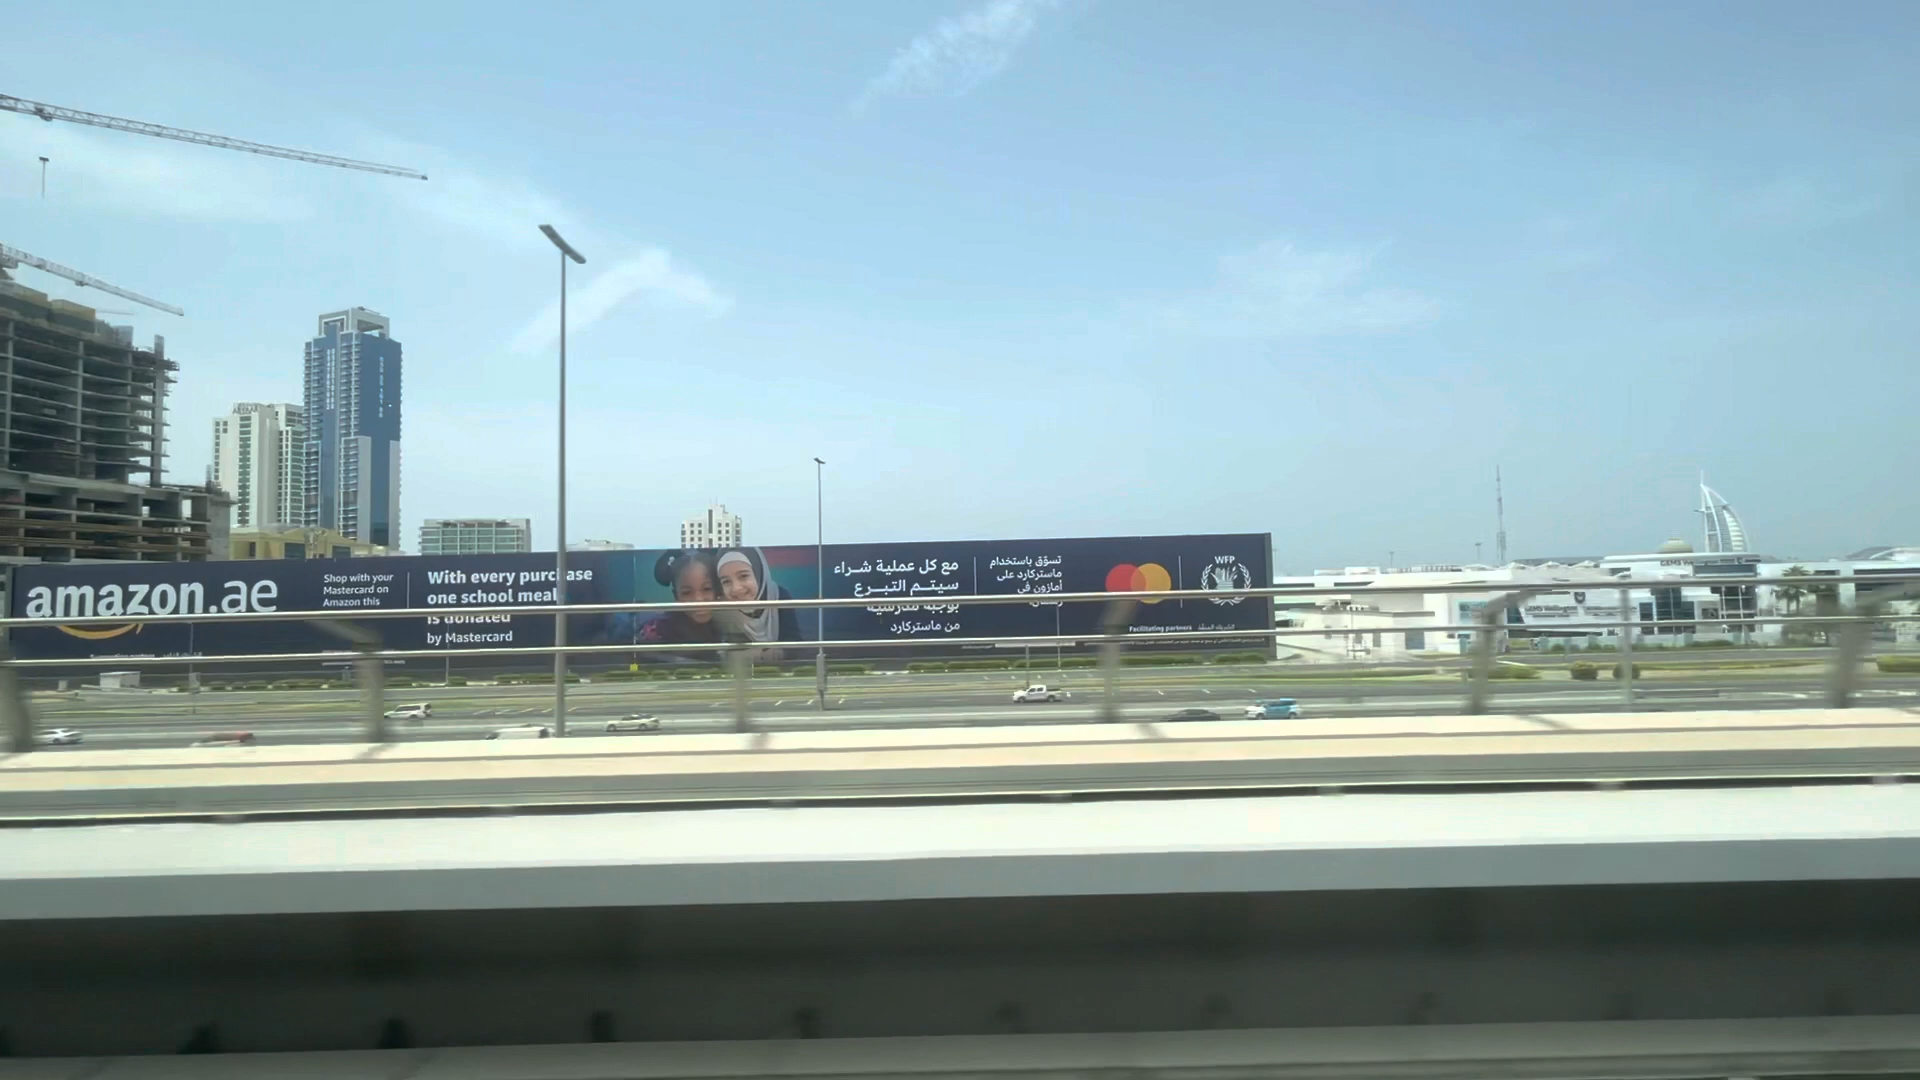 amazon.ae
Shop with your
Mastercard on
Amazon this
With every purchase
one school meal
is donated
by Mastercard
مع كل عملية شراء
سيتم التبرع
بوجبة مدرسية
من ماستركارد
تسوّق باستخدام
ماستركارد على
أمازون في
WFP
Facilitating partners